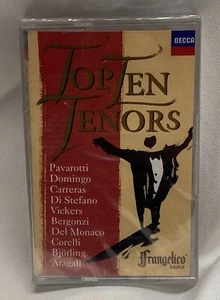 DECCA
TOP TEN
TENORS
Pavarotti
Domingo
Carreras
Di Stefano
Vickers
Bergonzi
Del Monaco
Corelli
Björling
Aragall
Frangelico